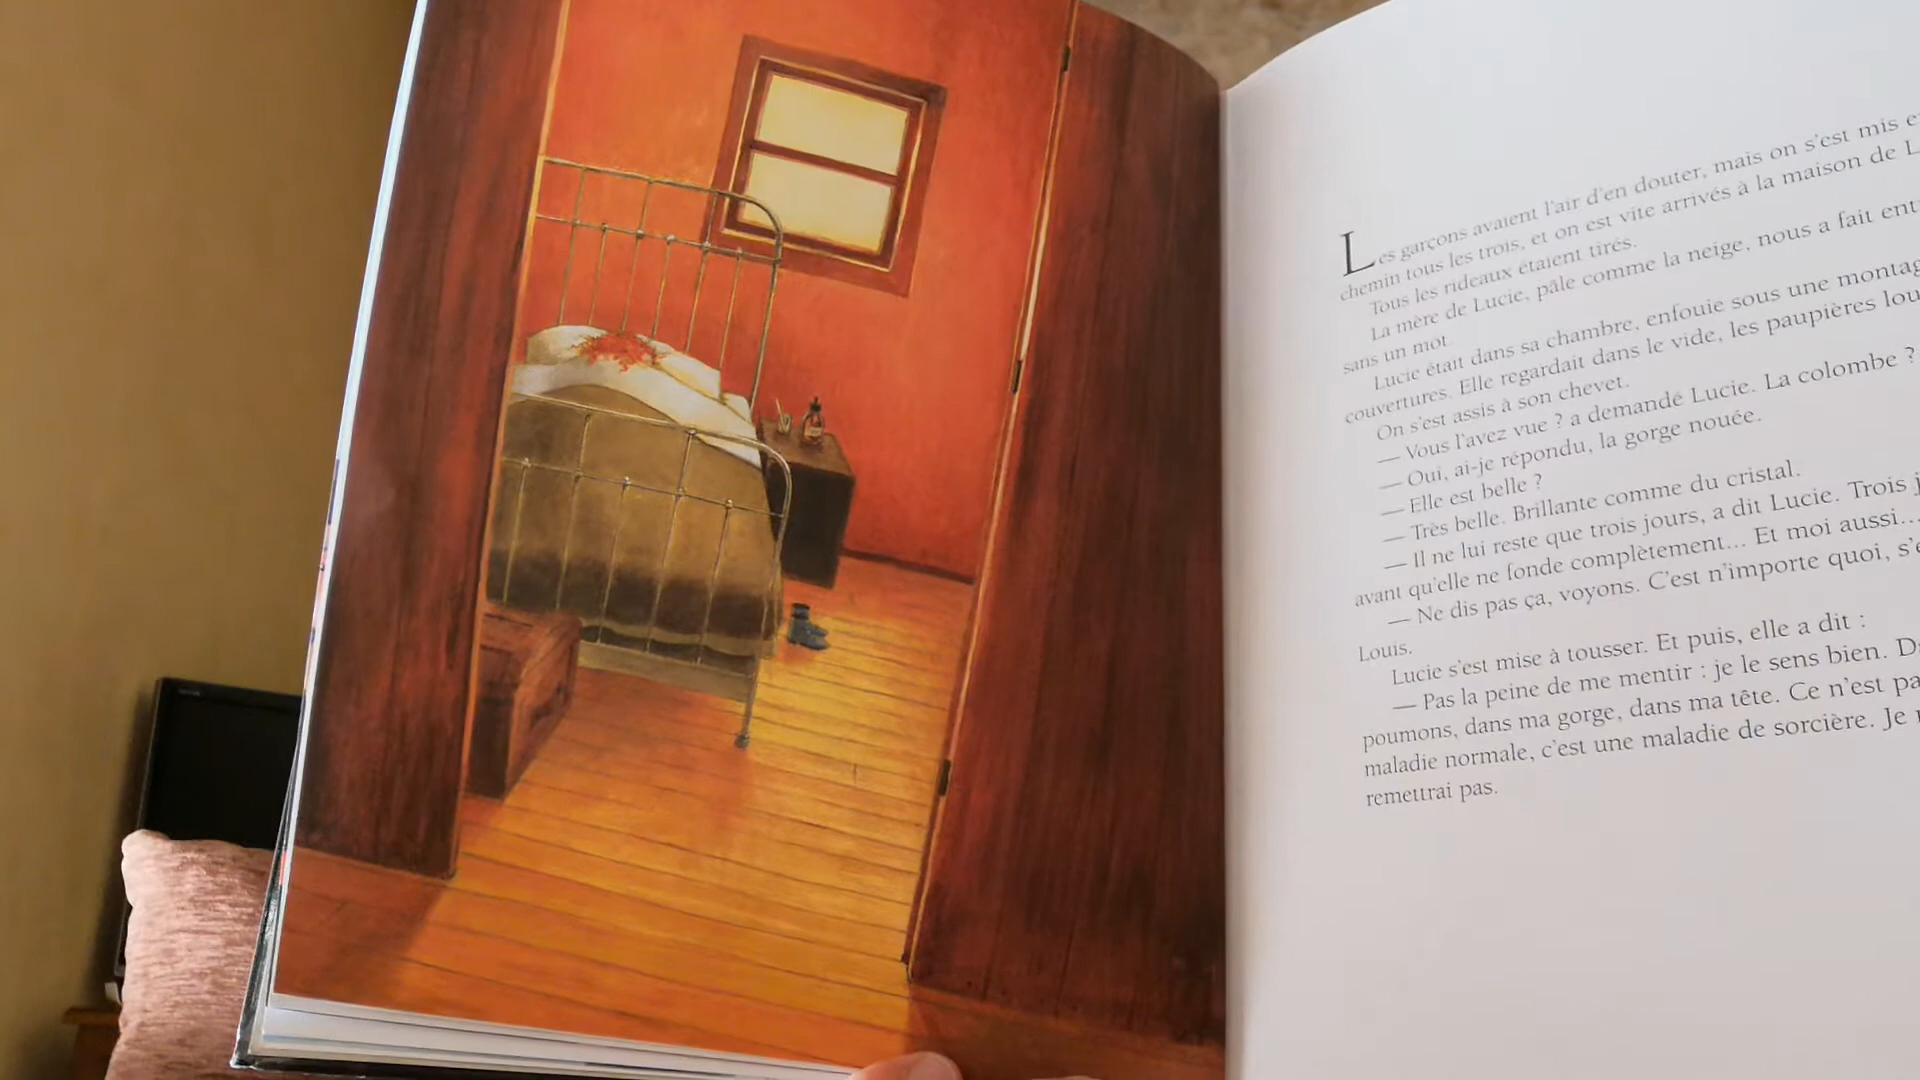 Les garçons avaient l'air d'en douter, mais on s'est mis
chemin tous les trois, et on est vite arrivés à la maison de
Tous les rideaux étaient tirés.
La mère de Lucie, pâle comme la neige, nous a fait
sans un mot.
Lucie était dans sa chambre, enfouie sous une
couvertures. Elle regardait dans le vide, les paupières
On s'est assis à son chevet.
— Vous l'avez vue ? a demandé Lucie. La colombe ?
— Oui, ai-je répondu, la gorge nouée.
— Elle est belle ?
— Très belle. Brillante comme du cristal.
— Il ne lui reste que trois jours, a dit Lucie. Trois
avant qu'elle ne fonde complètement... Et moi aussi...
— Ne dis pas ça, voyons. C'est n'importe quoi,
Louis.
Lucie s'est mise à tousser. Et puis, elle a dit :
— Pas la peine de me mentir : je le sens bien.
poumons, dans ma gorge, dans ma tête. Ce n'est
maladie normale, c'est une maladie de sorcière. Je
remettrai pas.